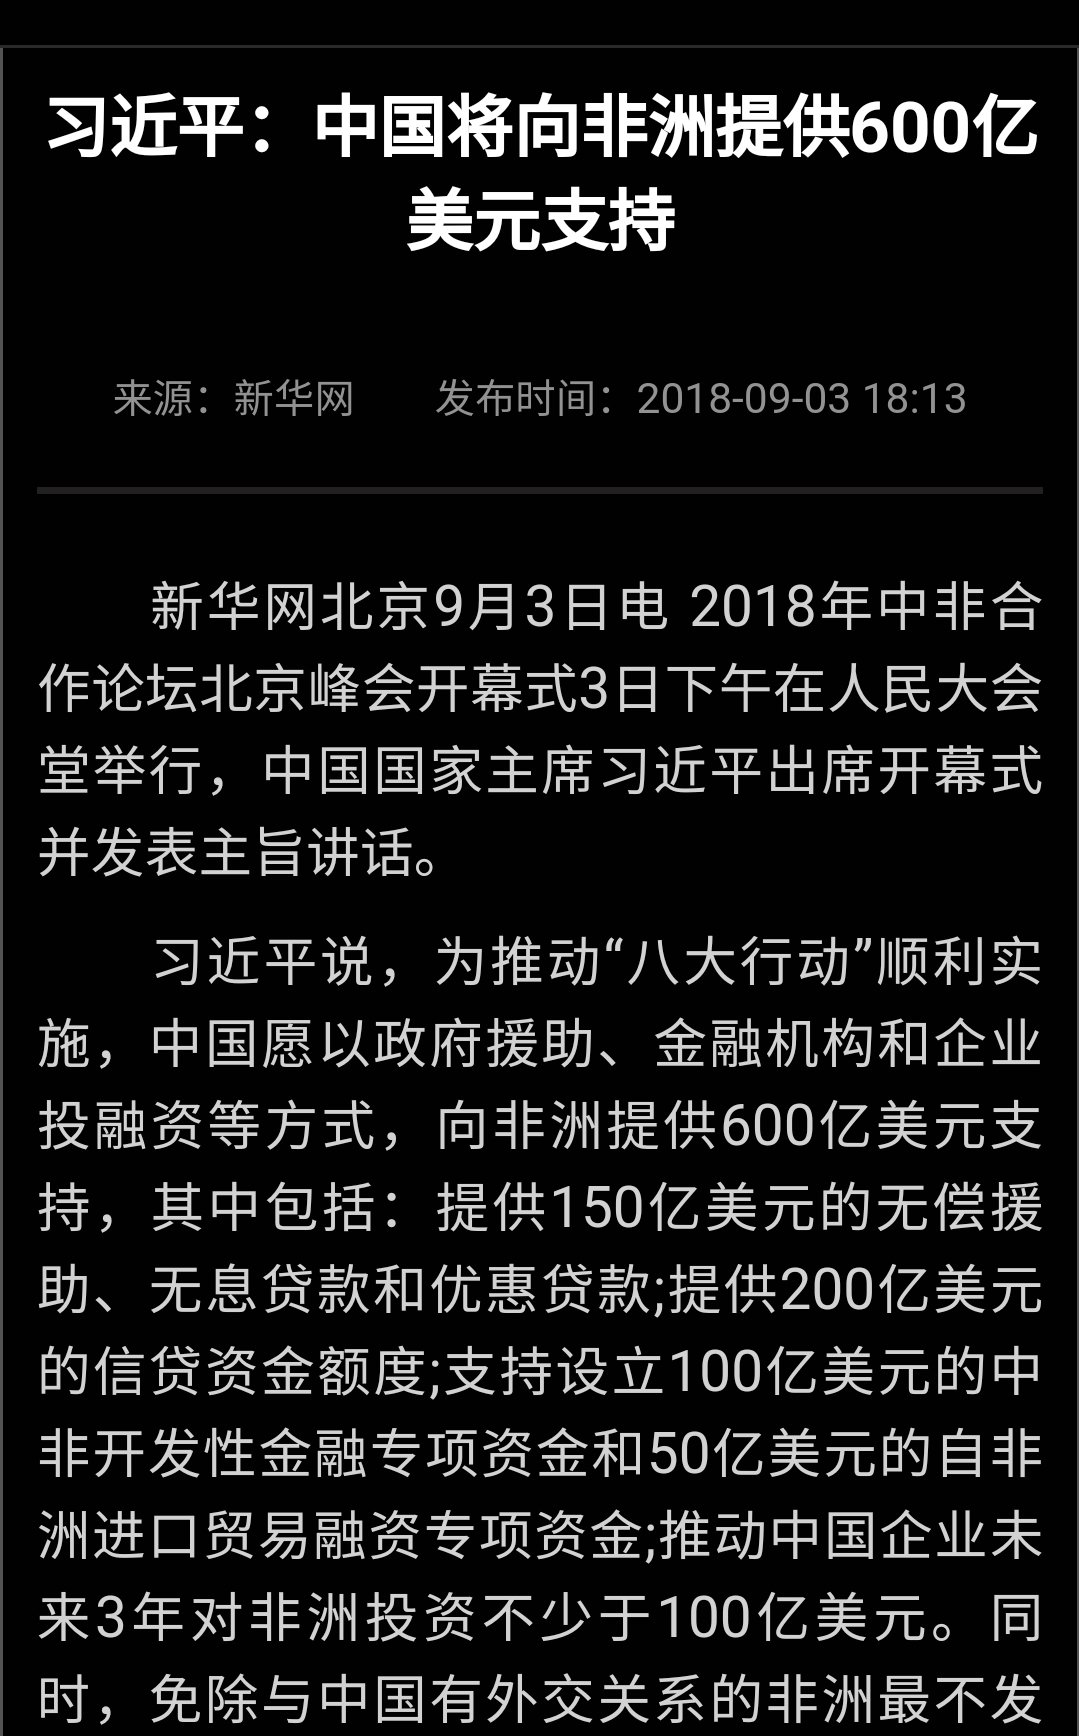 习近平：中国将向非洲提供600亿
美元支持
来源：新华网 发布时间：2018-09-03 18:13
新华网北京9月3日电 2018年中非合
作论坛北京峰会开幕式3日下午在人民大会
堂举行，中国国家主席习近平出席开幕式
并发表主旨讲话。
习近平说，为推动“八大行动”顺利实
施，中国愿以政府援助、金融机构和企业
投融资等方式，向非洲提供600亿美元支
持，其中包括：提供150亿美元的无偿援
助、无息贷款和优惠贷款;提供200亿美元
的信贷资金额度;支持设立100亿美元的中
非开发性金融专项资金和50亿美元的自非
洲进口贸易融资专项资金;推动中国企业未
来3年对非洲投资不少于100亿美元。同
时，免除与中国有外交关系的非洲最不发